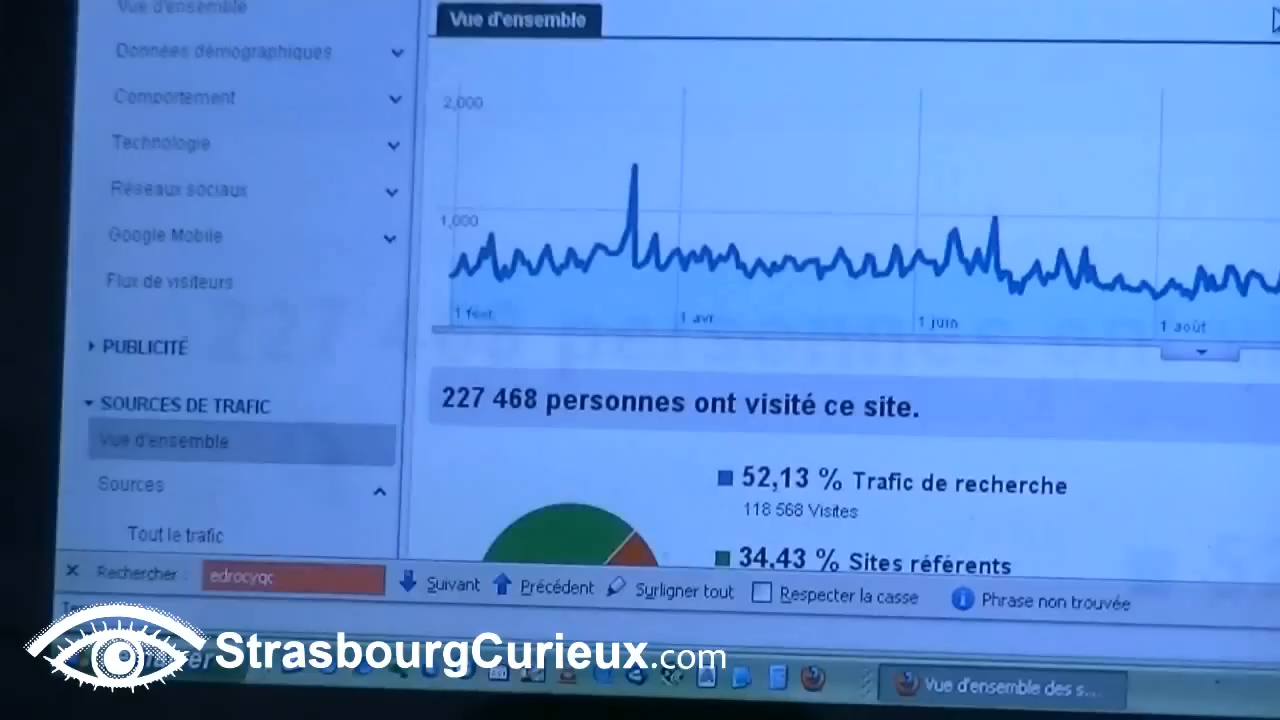 Vue d'ensemble
Données démographiques
Comportement
Technologie
Réseaux sociaux
Google Mobile
Flux de visiteurs
PUBLICITÉ
SOURCES DE TRAFIC
Vue d'ensemble
Sources
Tout le trafic
Vue d'ensemble
2,000
1,000
1 févr.
1 avr.
1 juin
1 août
227 468 personnes ont visité ce site.
52,13 % Trafic de recherche
118 568 Visites
34,43 % Sites référents
Rechercher : edrocyqc Suivant Précédent Surligner tout Respecter la casse Phrase non trouvée
StrasbourgCurieux.com
Vue d'ensemble des s...